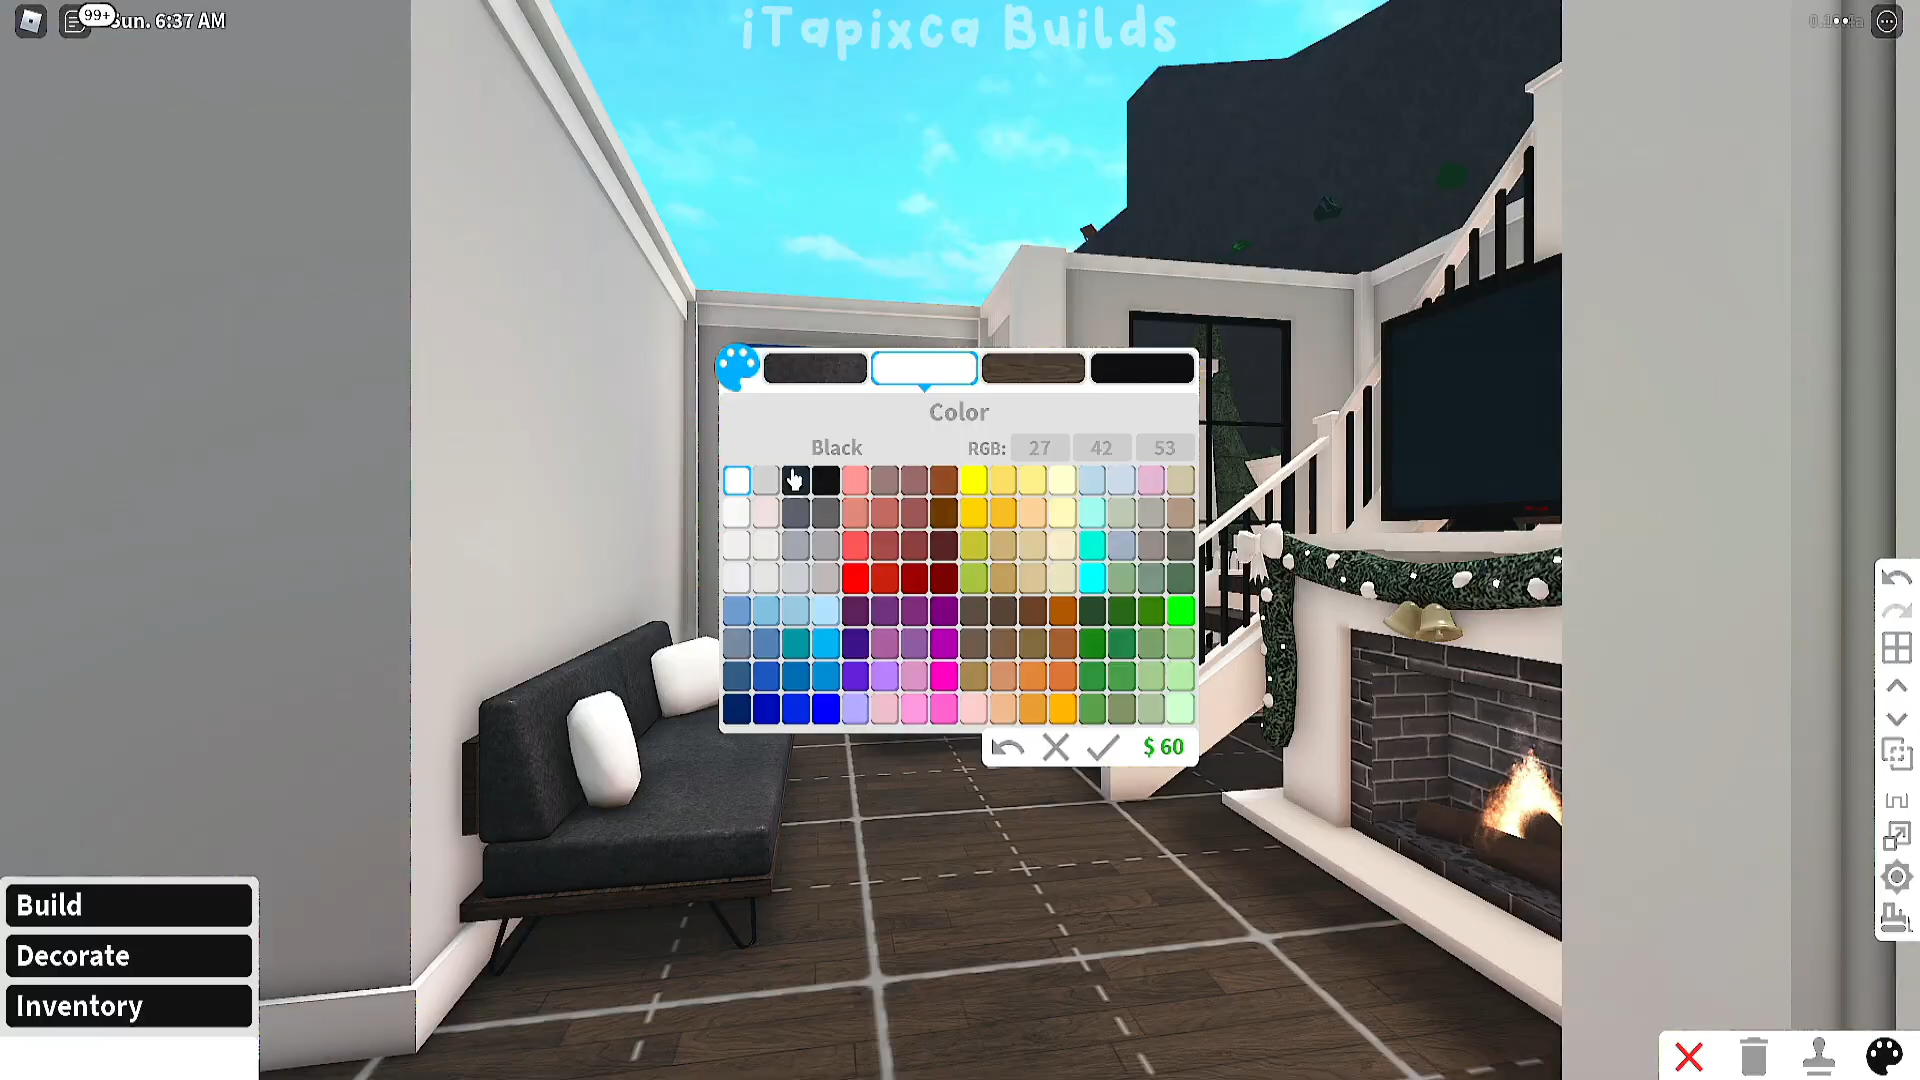 99+
Sun. 6:37 AM
iTapixca Builds
Color
Black
RGB: 27 42 53
$ 60
Build
Decorate
Inventory